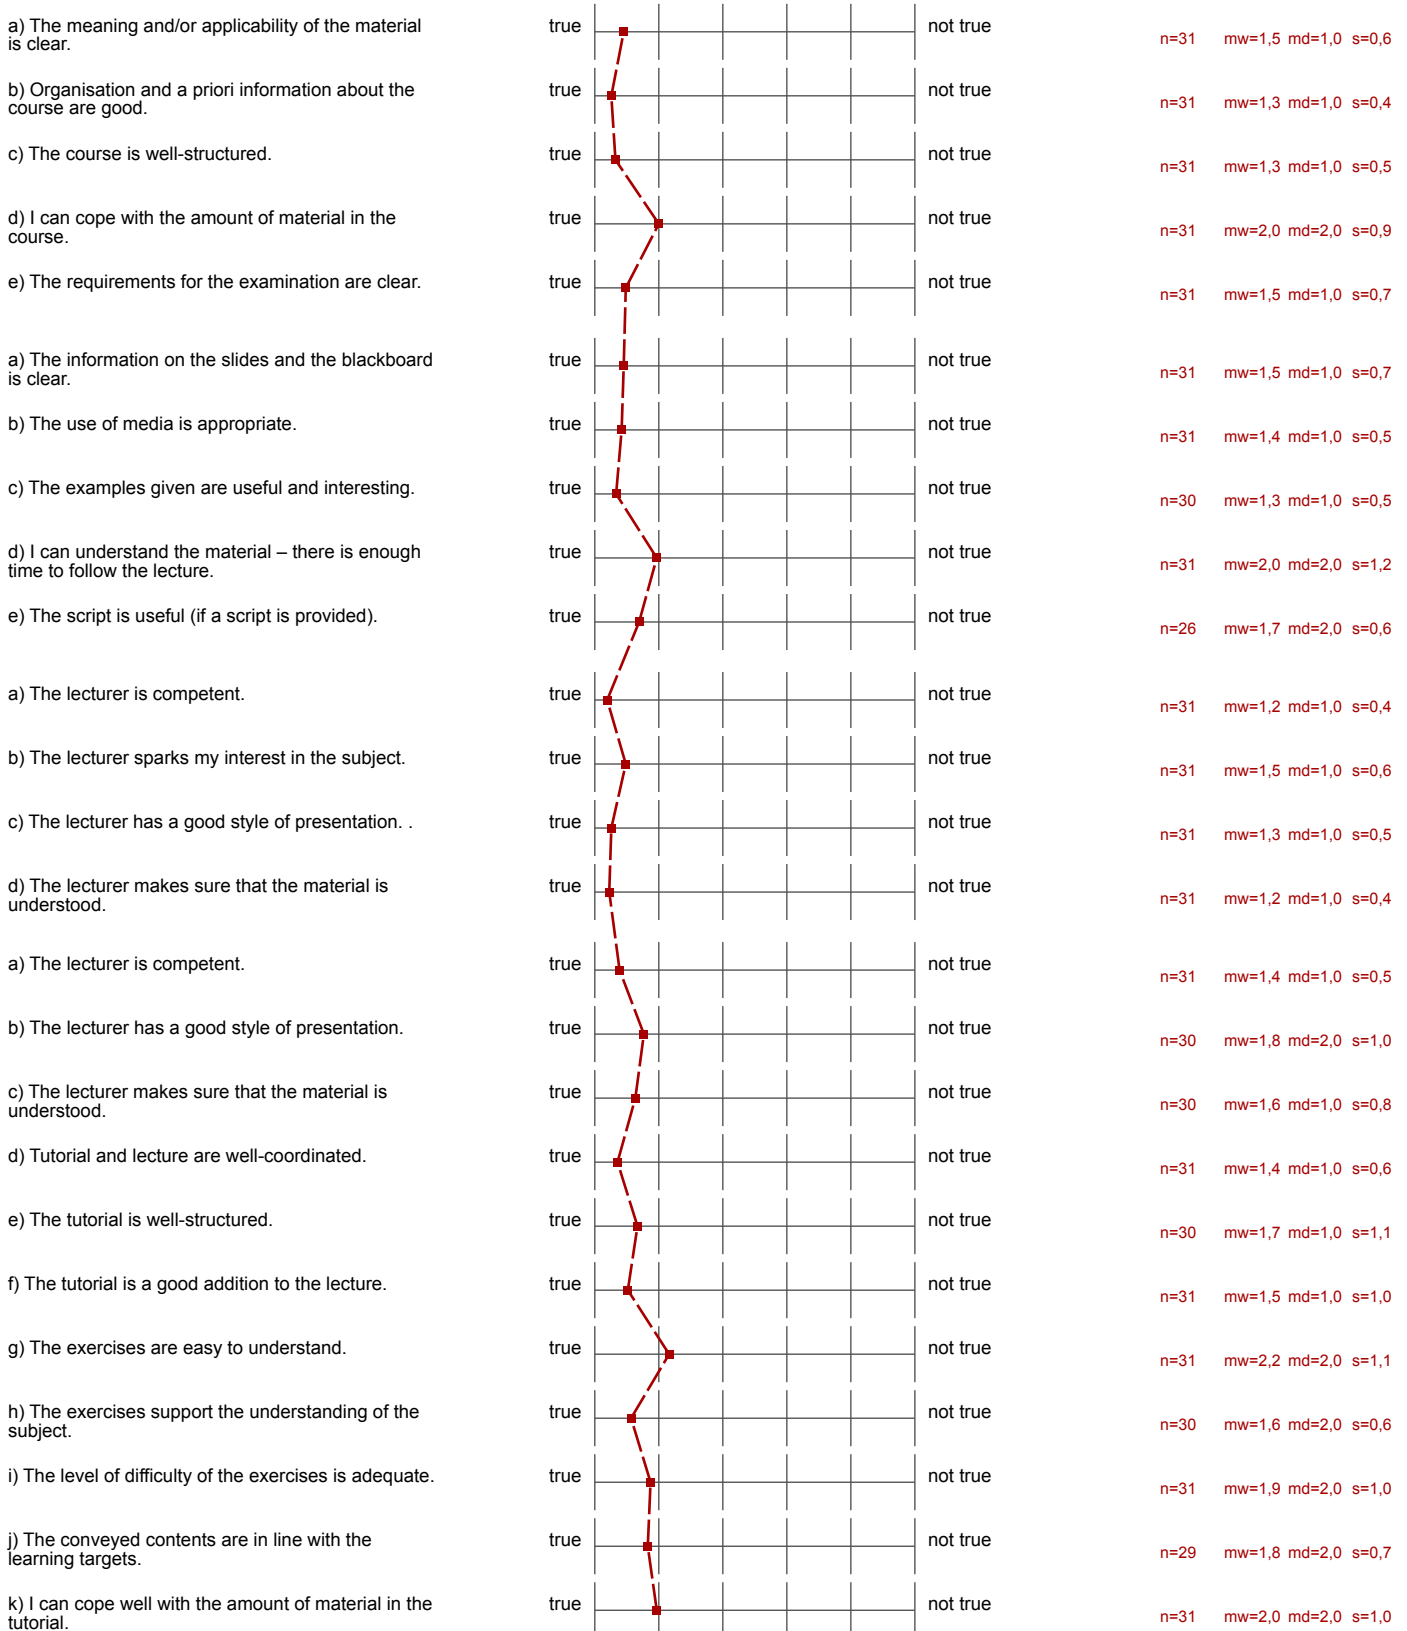 a) The meaning and/or applicability of the material
is clear.
true not true
n=31 mw=1,5 md=1,0 s=0,6
b) Organisation and a priori information about the
course are good.
true not true
n=31 mw=1,3 md=1,0 s=0,4
c) The course is well-structured.
true not true
n=31 mw=1,3 md=1,0 s=0,5
d) I can cope with the amount of material in the
course.
true not true
n=31 mw=2,0 md=2,0 s=0,9
e) The requirements for the examination are clear.
true not true
n=31 mw=1,5 md=1,0 s=0,7
a) The information on the slides and the blackboard
is clear.
true not true
n=31 mw=1,5 md=1,0 s=0,7
b) The use of media is appropriate.
true not true
n=31 mw=1,4 md=1,0 s=0,5
c) The examples given are useful and interesting.
true not true
n=30 mw=1,3 md=1,0 s=0,5
d) I can understand the material – there is enough
time to follow the lecture.
true not true
n=31 mw=2,0 md=2,0 s=1,2
e) The script is useful (if a script is provided).
true not true
n=26 mw=1,7 md=2,0 s=0,6
a) The lecturer is competent.
true not true
n=31 mw=1,2 md=1,0 s=0,4
b) The lecturer sparks my interest in the subject.
true not true
n=31 mw=1,5 md=1,0 s=0,6
c) The lecturer has a good style of presentation. .
true not true
n=31 mw=1,3 md=1,0 s=0,5
d) The lecturer makes sure that the material is
understood.
true not true
n=31 mw=1,2 md=1,0 s=0,4
a) The lecturer is competent.
true not true
n=31 mw=1,4 md=1,0 s=0,5
b) The lecturer has a good style of presentation.
true not true
n=30 mw=1,8 md=2,0 s=1,0
c) The lecturer makes sure that the material is
understood.
true not true
n=30 mw=1,6 md=1,0 s=0,8
d) Tutorial and lecture are well-coordinated.
true not true
n=31 mw=1,4 md=1,0 s=0,6
e) The tutorial is well-structured.
true not true
n=30 mw=1,7 md=1,0 s=1,1
f) The tutorial is a good addition to the lecture.
true not true
n=31 mw=1,5 md=1,0 s=1,0
g) The exercises are easy to understand.
true not true
n=31 mw=2,2 md=2,0 s=1,1
h) The exercises support the understanding of the
subject.
true not true
n=30 mw=1,6 md=2,0 s=0,6
i) The level of difficulty of the exercises is adequate.
true not true
n=31 mw=1,9 md=2,0 s=1,0
j) The conveyed contents are in line with the
learning targets.
true not true
n=29 mw=1,8 md=2,0 s=0,7
k) I can cope well with the amount of material in the
tutorial.
true not true
n=31 mw=2,0 md=2,0 s=1,0